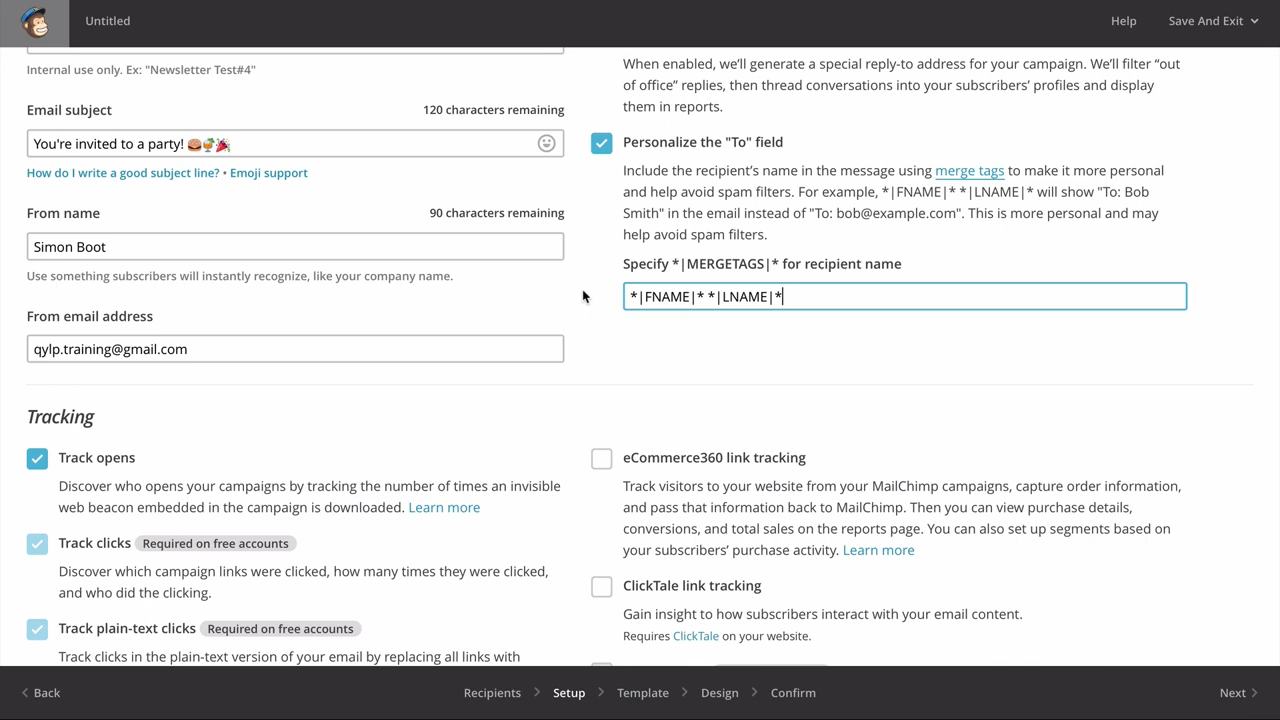 Untitled
Help
Save And Exit
Internal use only. Ex: "Newsletter Test#4"
Email subject
120 characters remaining
You're invited to a party! 🍔🍹🎉
How do I write a good subject line? • Emoji support
From name
90 characters remaining
Simon Boot
Use something subscribers will instantly recognize, like your company name.
From email address
qylp.training@gmail.com
When enabled, we'll generate a special reply-to address for your campaign. We'll filter "out
of office" replies, then thread conversations into your subscribers' profiles and display
them in reports.
Personalize the "To" field
Include the recipient's name in the message using merge tags to make it more personal
and help avoid spam filters. For example, *|FNAME|* *|LNAME|* will show "To: Bob
Smith" in the email instead of "To: bob@example.com". This is more personal and may
help avoid spam filters.
Specify *|MERGETAGS|* for recipient name
*|FNAME|* *|LNAME|*
Tracking
Track opens
Discover who opens your campaigns by tracking the number of times an invisible
web beacon embedded in the campaign is downloaded. Learn more
Track clicks Required on free accounts
Discover which campaign links were clicked, how many times they were clicked,
and who did the clicking.
Track plain-text clicks Required on free accounts
Track clicks in the plain-text version of your email by replacing all links with
eCommerce360 link tracking
Track visitors to your website from your MailChimp campaigns, capture order information,
and pass that information back to MailChimp. Then you can view purchase details,
conversions, and total sales on the reports page. You can also set up segments based on
your subscribers' purchase activity. Learn more
ClickTale link tracking
Gain insight to how subscribers interact with your email content.
Requires ClickTale on your website.
Back
Recipients
Setup
Template
Design
Confirm
Next